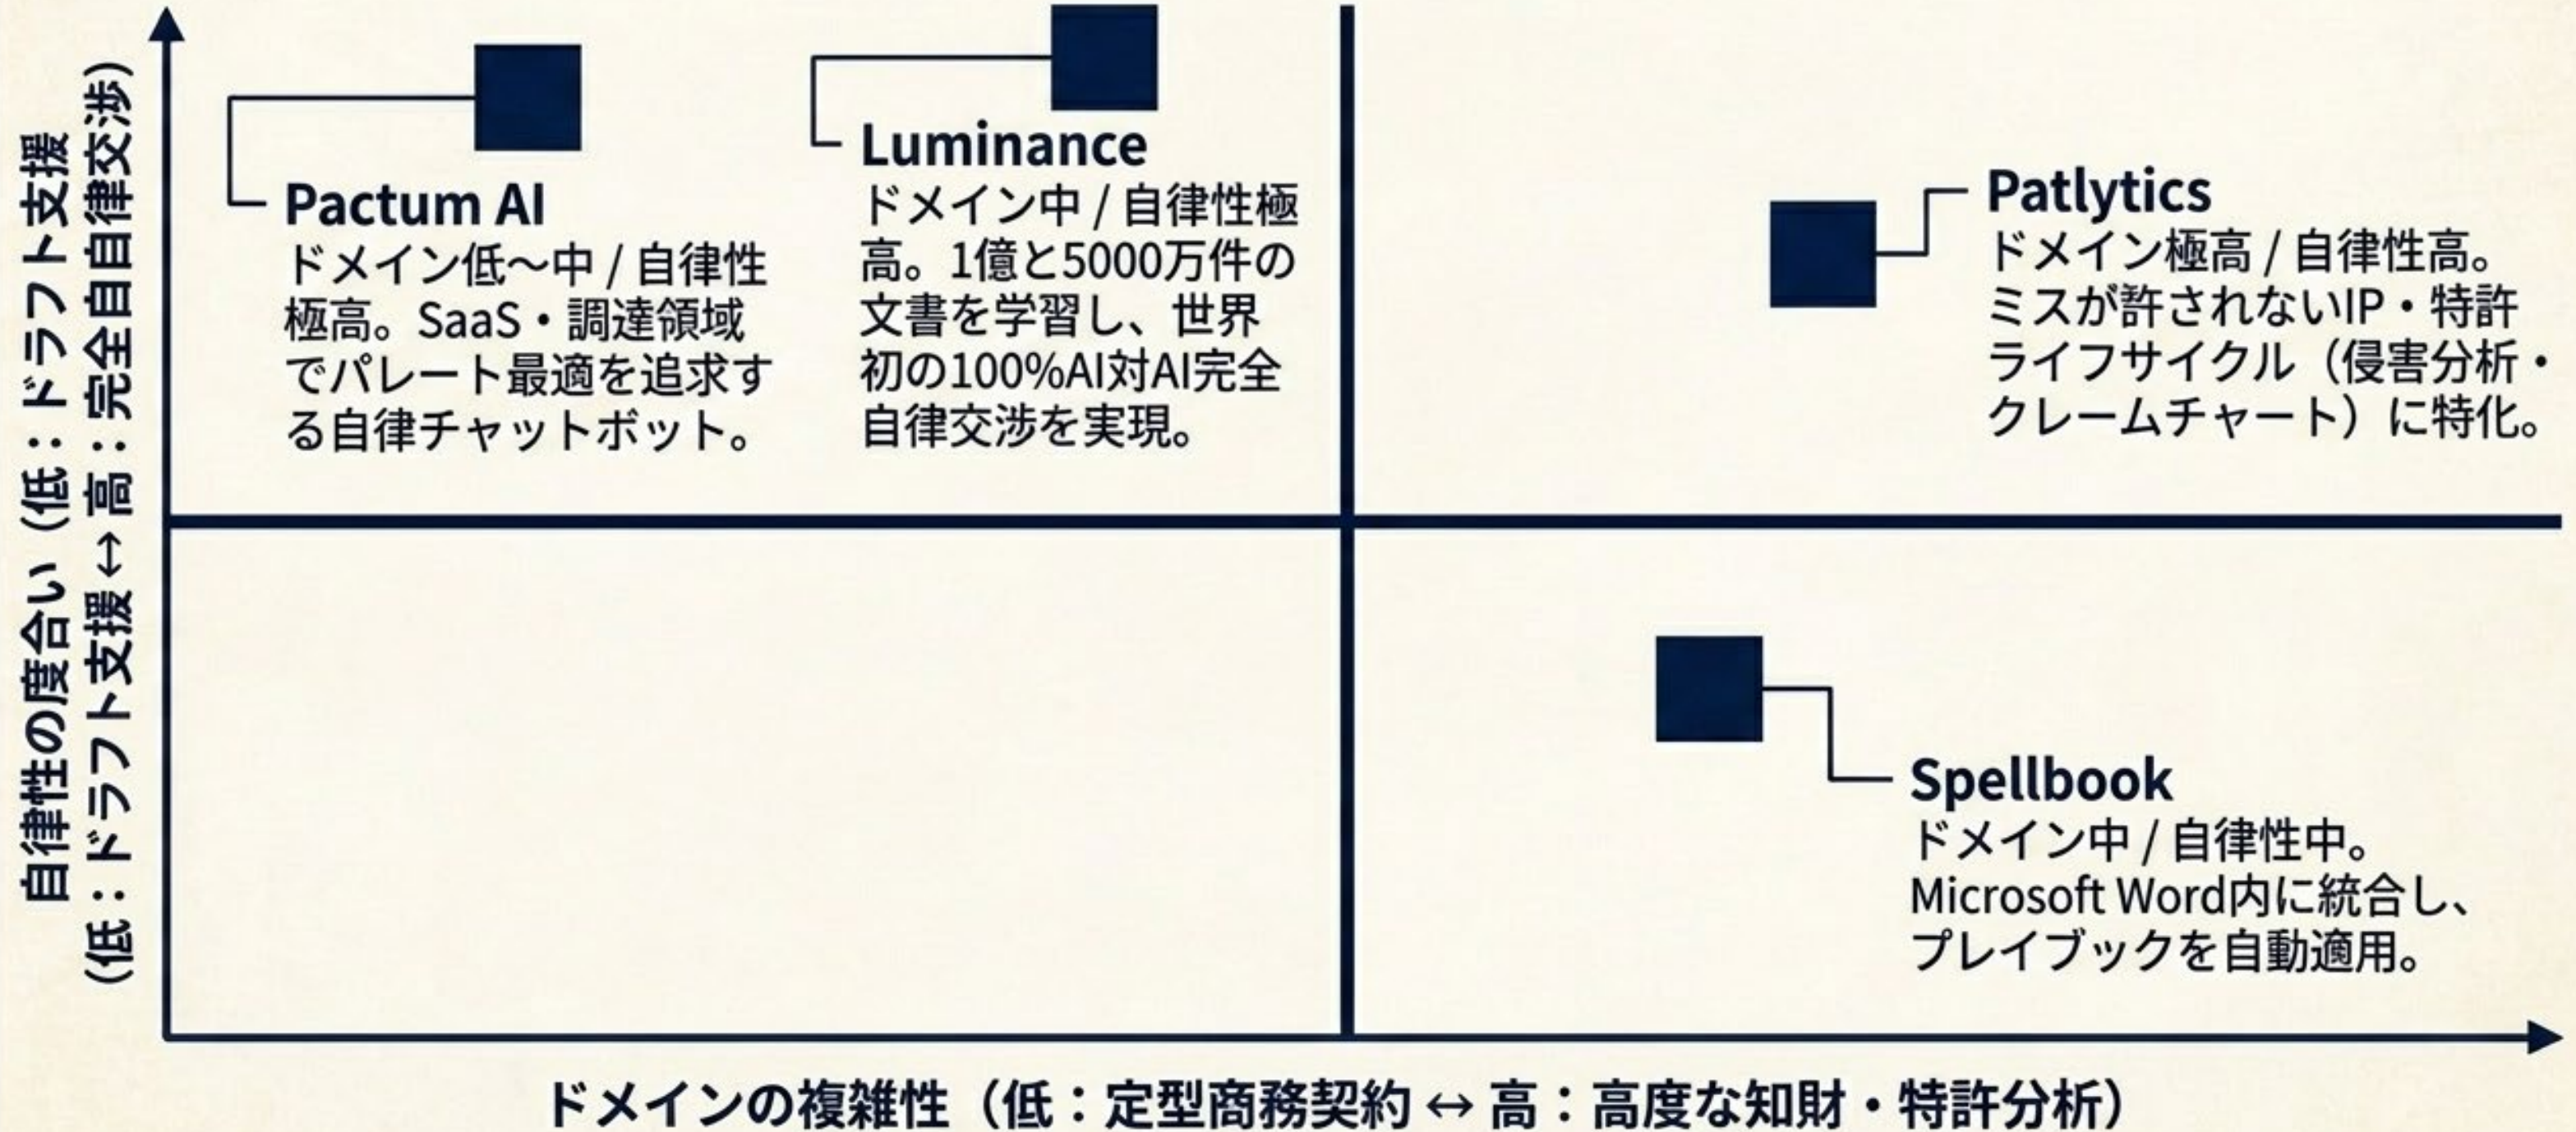 自律性の度合い（低：ドラフト支援
（低：ドラフト支援 ↔ 高：完全自自律交渉）
Pactum AI
ドメイン低～中 / 自律性
極高。SaaS・調達領域
でパレート最適を追求す
る自律チャットボット。
Luminance
ドメイン中 / 自律性極
高。1億と5000万件の
文書を学習し、世界
初の100%AI対AI完全
自律交渉を実現。
Patlytics
ドメイン極高 / 自律性高。
ミスが許されないIP・特許
ライフサイクル（侵害分析・
クレームチャート）に特化。
Spellbook
ドメイン中 / 自律性中。
Microsoft Word内に統合し、
プレイブックを自動適用。
ドメインの複雑性（低：定型商務契約 ↔ 高：高度な知財・特許分析）